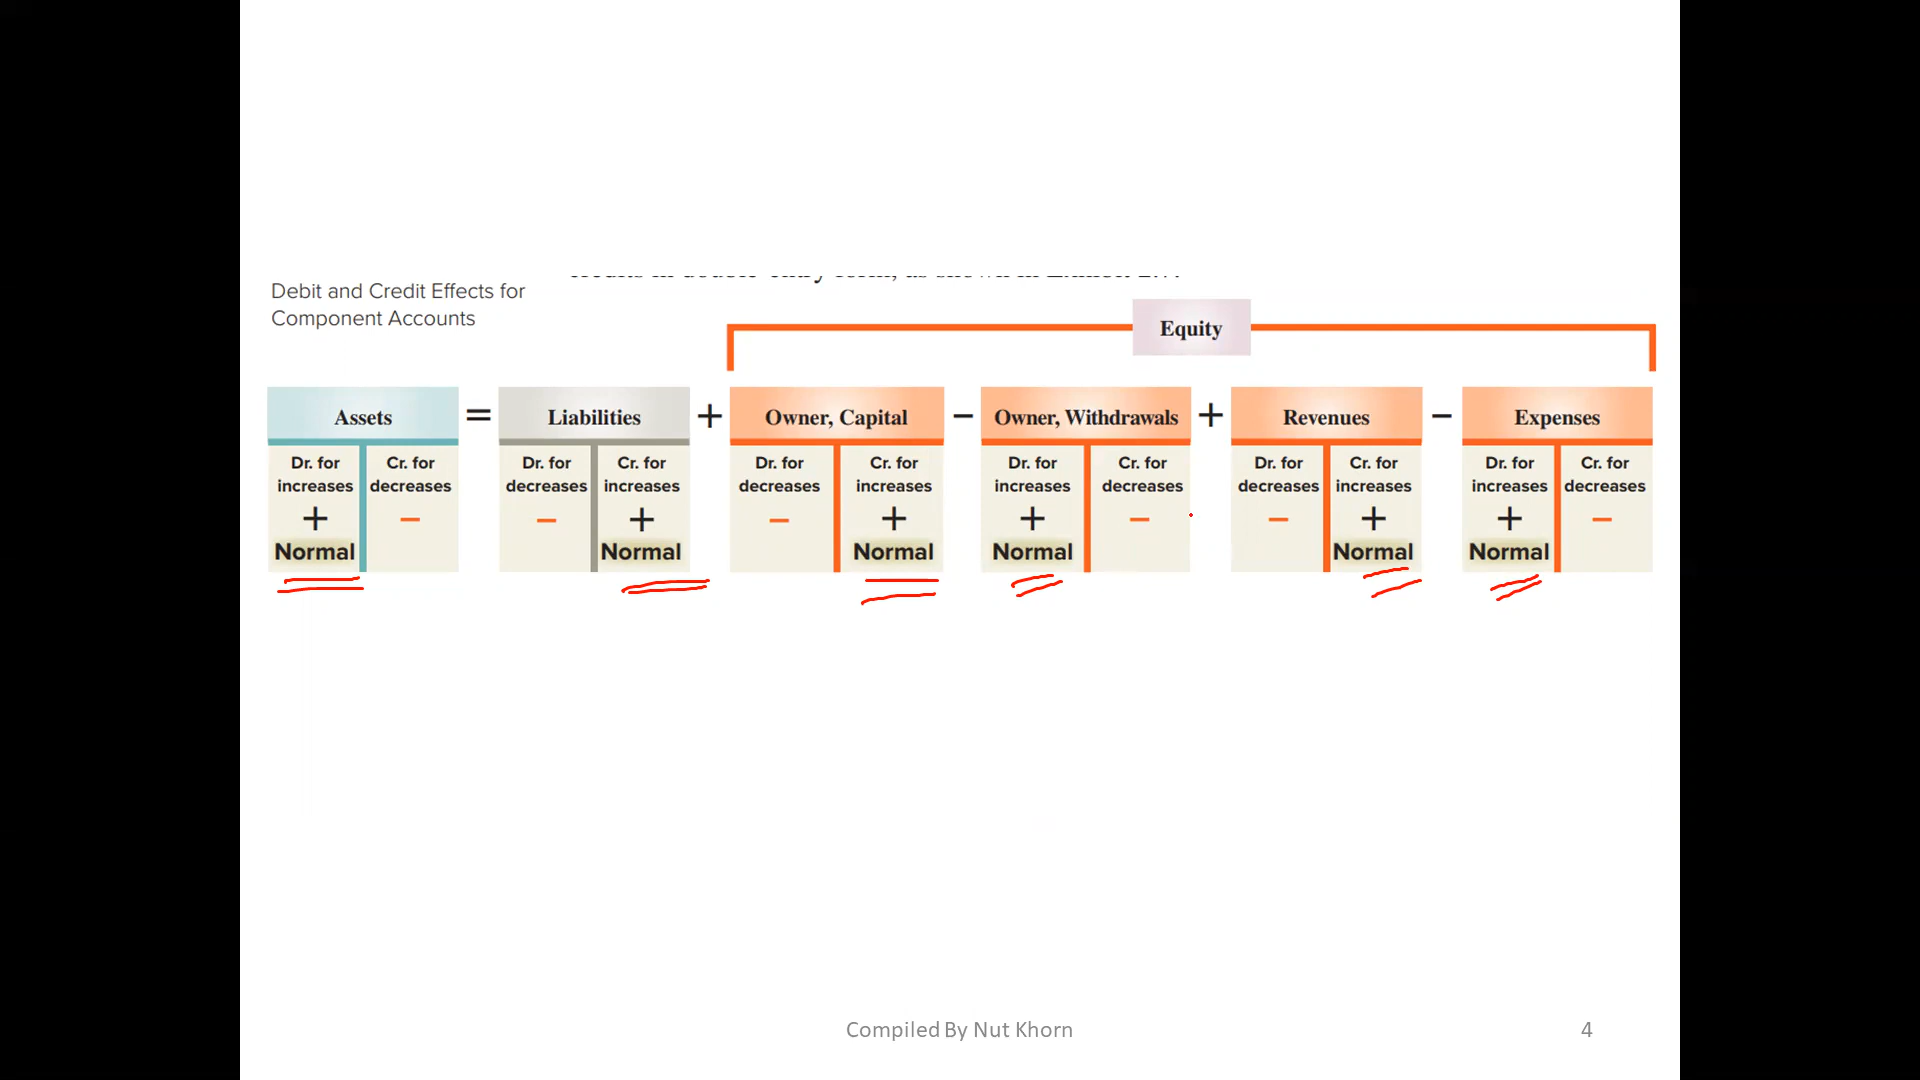 Debit and Credit Effects for
Component Accounts
Equity
Assets = Liabilities + Owner, Capital − Owner, Withdrawals + Revenues − Expenses
Dr. for Cr. for Dr. for Cr. for Dr. for Cr. for Dr. for Cr. for Dr. for Cr. for Dr. for Cr. for
increases decreases decreases increases decreases increases increases decreases decreases increases increases decreases
+ − − + − + + − − + + −
Normal Normal Normal Normal Normal Normal
Compiled By Nut Khorn 4